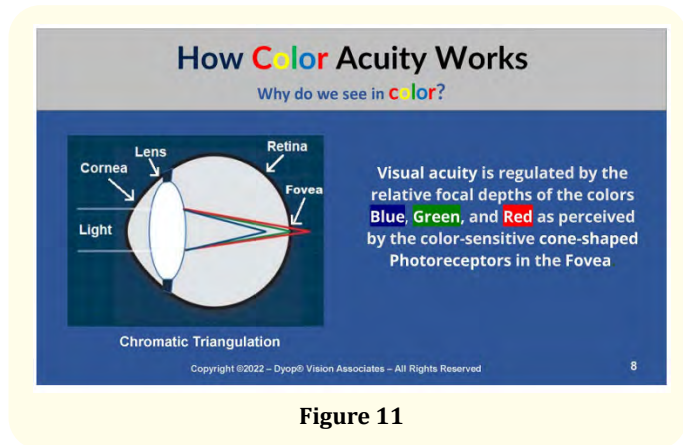 How Color Acuity Works
Why do we see in color?
Lens
Retina
Cornea
Fovea
Light
Chromatic Triangulation
Visual acuity is regulated by the
relative focal depths of the colors
Blue, Green, and Red as perceived
by the color-sensitive cone-shaped
Photoreceptors in the Fovea
Copyright ©2022 – Dyop® Vision Associates – All Rights Reserved
8
Figure 11